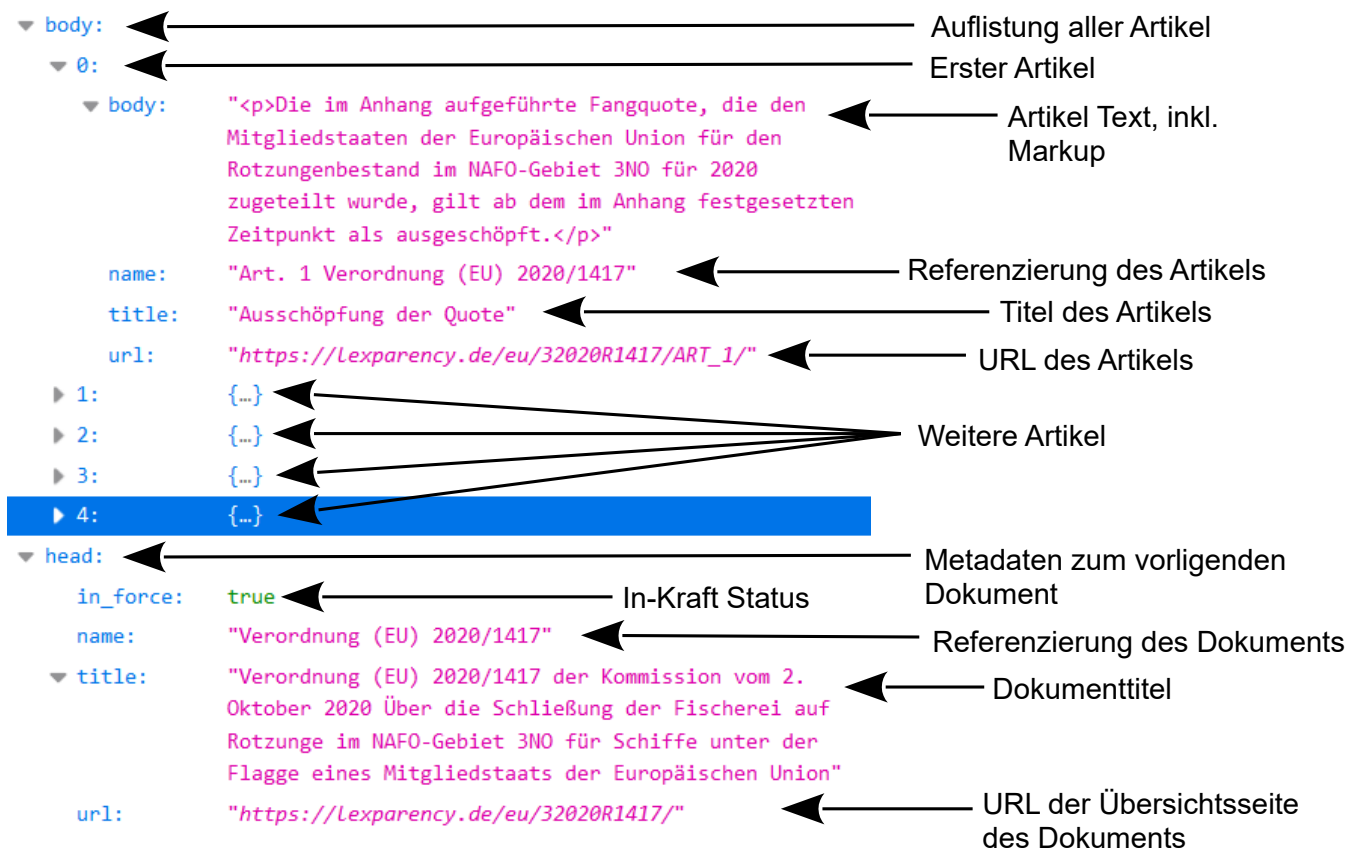 body: Auflistung aller Artikel
0: Erster Artikel
body: "<p>Die im Anhang aufgeführte Fangquote, die den
Mitgliedstaaten der Europäischen Union für den
Rotzungenbestand im NAFO-Gebiet 3NO für 2020
zugeteilt wurde, gilt ab dem im Anhang festgesetzten
Zeitpunkt als ausgeschöpft.</p>"
Artikel Text, inkl.
Markup
name: "Art. 1 Verordnung (EU) 2020/1417" Referenzierung des Artikels
title: "Ausschöpfung der Quote" Titel des Artikels
url: "https://lexparency.de/eu/32020R1417/ART_1/" URL des Artikels
1: {…}
2: {…} Weitere Artikel
3: {…}
4: {…}
head: Metadaten zum vorligenden
Dokument
in_force: true In-Kraft Status
name: "Verordnung (EU) 2020/1417" Referenzierung des Dokuments
title: "Verordnung (EU) 2020/1417 der Kommission vom 2.
Oktober 2020 Über die Schließung der Fischerei auf
Rotzunge im NAFO-Gebiet 3NO für Schiffe unter der
Flagge eines Mitgliedstaats der Europäischen Union"
Dokumenttitel
url: "https://lexparency.de/eu/32020R1417/" URL der Übersichtsseite
des Dokuments